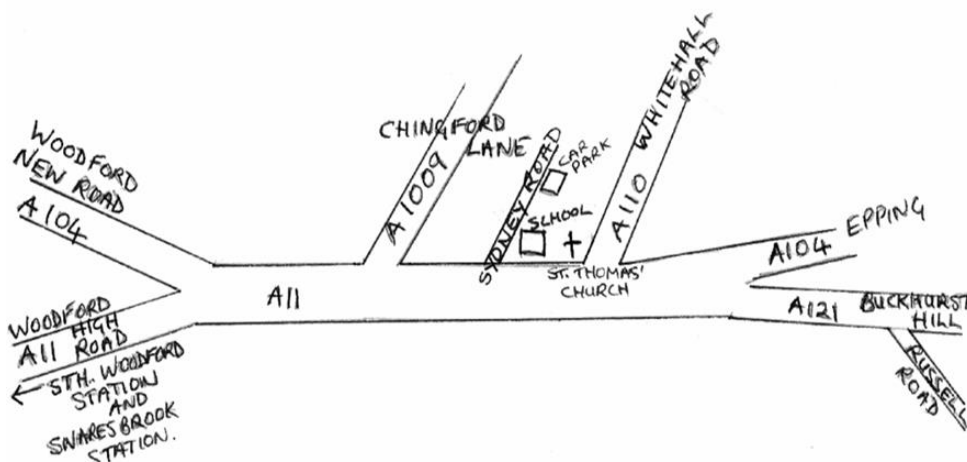 WOODFORD
NEW ROAD
A104
WOODFORD
HIGH
A11 ROAD
STH. WOODFORD
STATION
AND
SNARESBROOK
STATION.
A11
CHINGFORD
LANE
A1009
SYDNEY ROAD
CAR
PARK
SCHOOL
ST. THOMAS'
CHURCH
A110 WHITEHALL
ROAD
EPPING
A104
A121
BUCKHURST
HILL
RUSSELL
ROAD